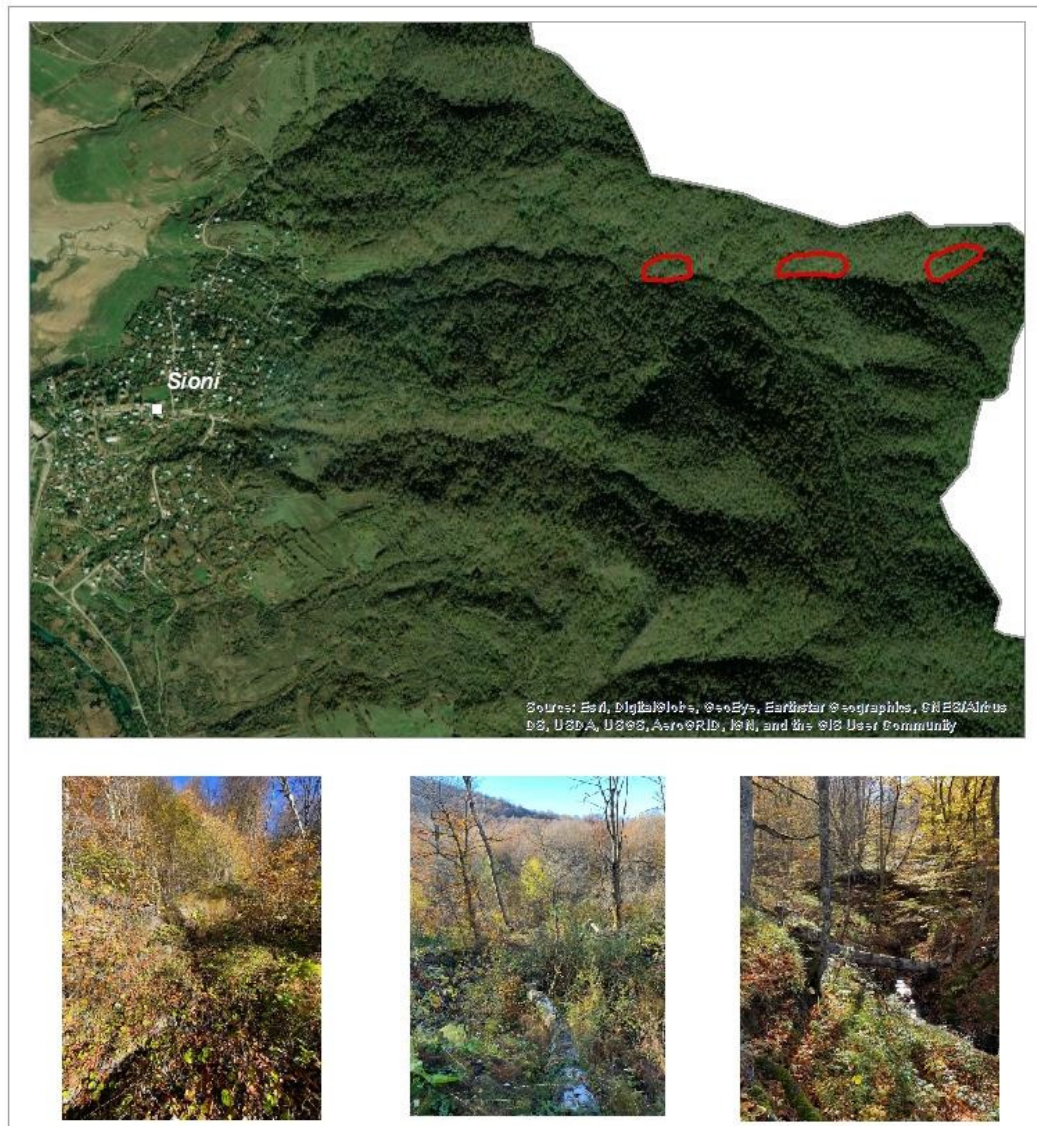 Sioni
Source: Esri, DigitalGlobe, GeoEye, Earthstar Geographics, CNES/Airbus
DS, USDA, USGS, AeroGRID, IGN, and the GIS User Community